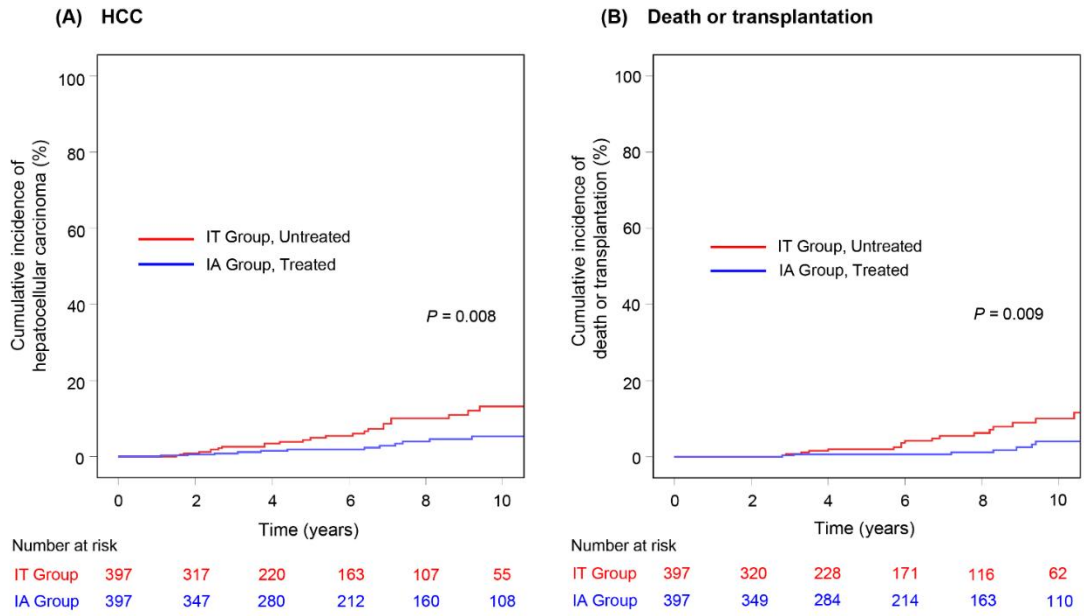 (A) HCC
Cumulative incidence of
hepatocellular carcinoma (%)
100
80
60
40
20
0
IT Group, Untreated
IA Group, Treated
P = 0.008
0 2 4 6 8 10
Time (years)
Number at risk
IT Group 397 317 220 163 107 55
IA Group 397 347 280 212 160 108
(B) Death or transplantation
Cumulative incidence of
death or transplantation (%)
100
80
60
40
20
0
IT Group, Untreated
IA Group, Treated
P = 0.009
0 2 4 6 8 10
Time (years)
Number at risk
IT Group 397 320 228 171 116 62
IA Group 397 349 284 214 163 110